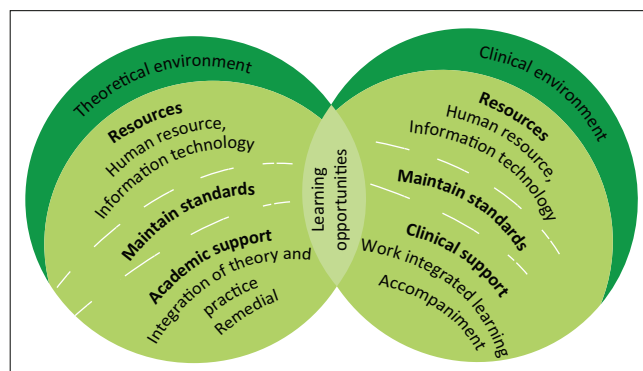 Theoretical environment
Resources
Human resource,
Information technology
Maintain standards
Academic support
Integration of theory and
practice
Remedial
Learning
opportunities
Clinical environment
Resources
Human resource,
Information technology
Maintain standards
Clinical support
Work integrated learning
Accompaniment